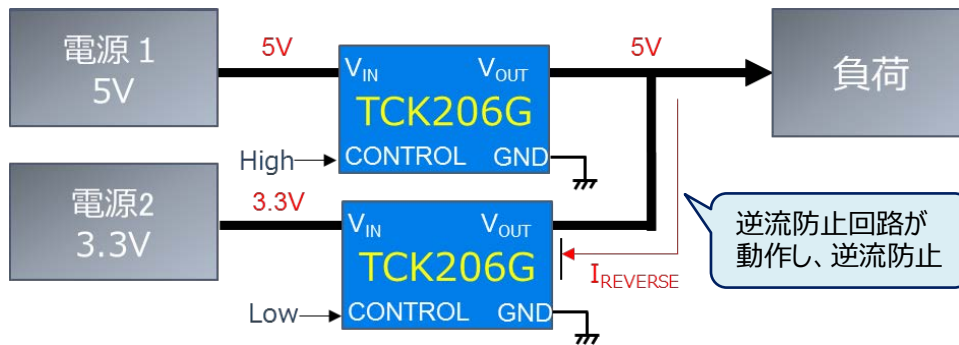 電源1
5V
5V
VIN
VOUT
TCK206G
High
CONTROL
GND
5V
負荷
電源2
3.3V
3.3V
VIN
VOUT
TCK206G
Low
CONTROL
GND
IREVERSE
逆流防止回路が
動作し、逆流防止